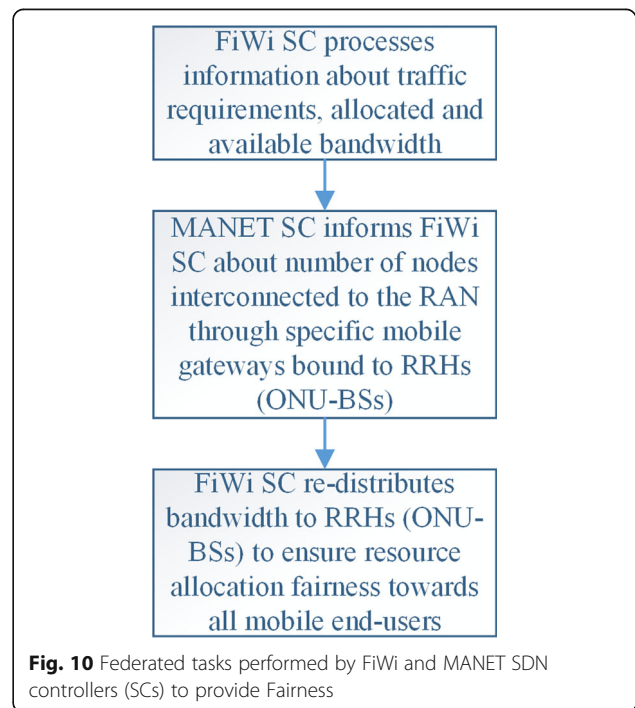 FiWi SC processes
information about traffic
requirements, allocated and
available bandwidth
MANET SC informs FiWi
SC about number of nodes
interconnected to the RAN
through specific mobile
gateways bound to RRHs
(ONU-BSs)
FiWi SC re-distributes
bandwidth to RRHs (ONU-
BSs) to ensure resource
allocation fairness towards
all mobile end-users
Fig. 10 Federated tasks performed by FiWi and MANET SDN
controllers (SCs) to provide Fairness